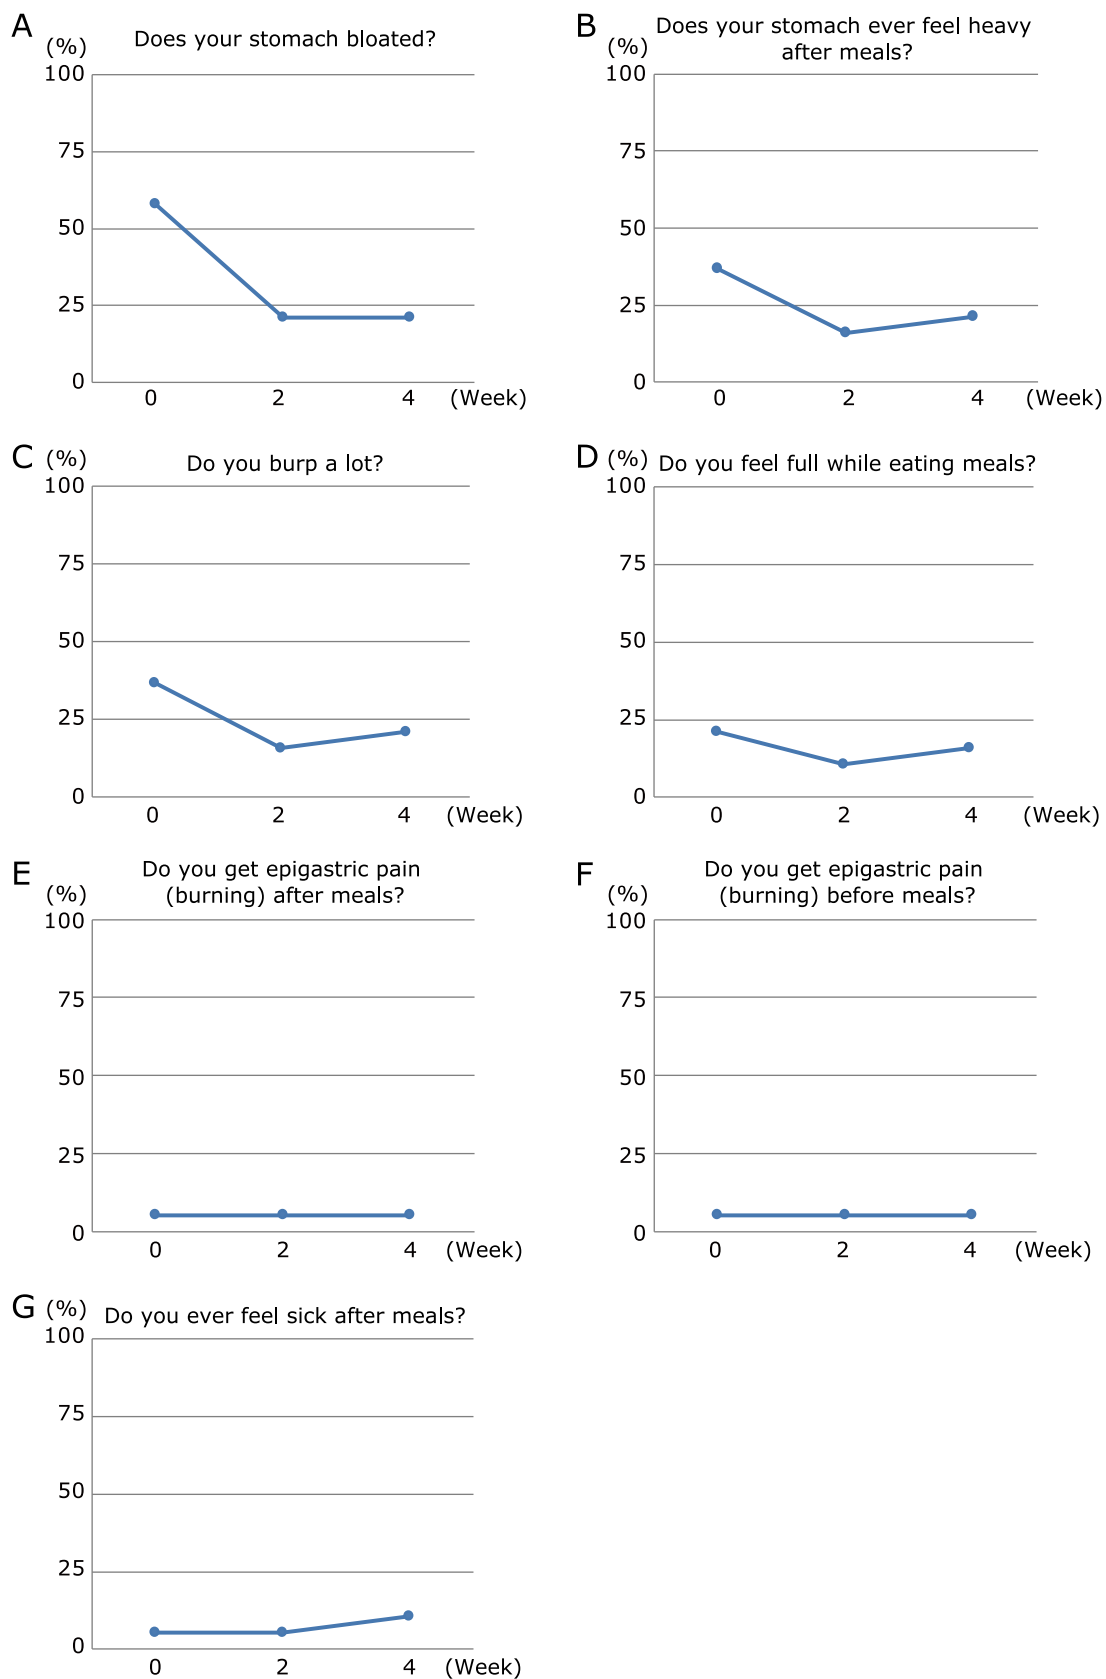 A
(%)
Does your stomach bloated?
100
75
50
25
0
0 2 4 (Week)
B
(%)
Does your stomach ever feel heavy
after meals?
100
75
50
25
0
0 2 4 (Week)
C
(%)
Do you burp a lot?
100
75
50
25
0
0 2 4 (Week)
D
(%)
Do you feel full while eating meals?
100
75
50
25
0
0 2 4 (Week)
E
(%)
Do you get epigastric pain
(burning) after meals?
100
75
50
25
0
0 2 4 (Week)
F
(%)
Do you get epigastric pain
(burning) before meals?
100
75
50
25
0
0 2 4 (Week)
G
(%)
Do you ever feel sick after meals?
100
75
50
25
0
0 2 4 (Week)